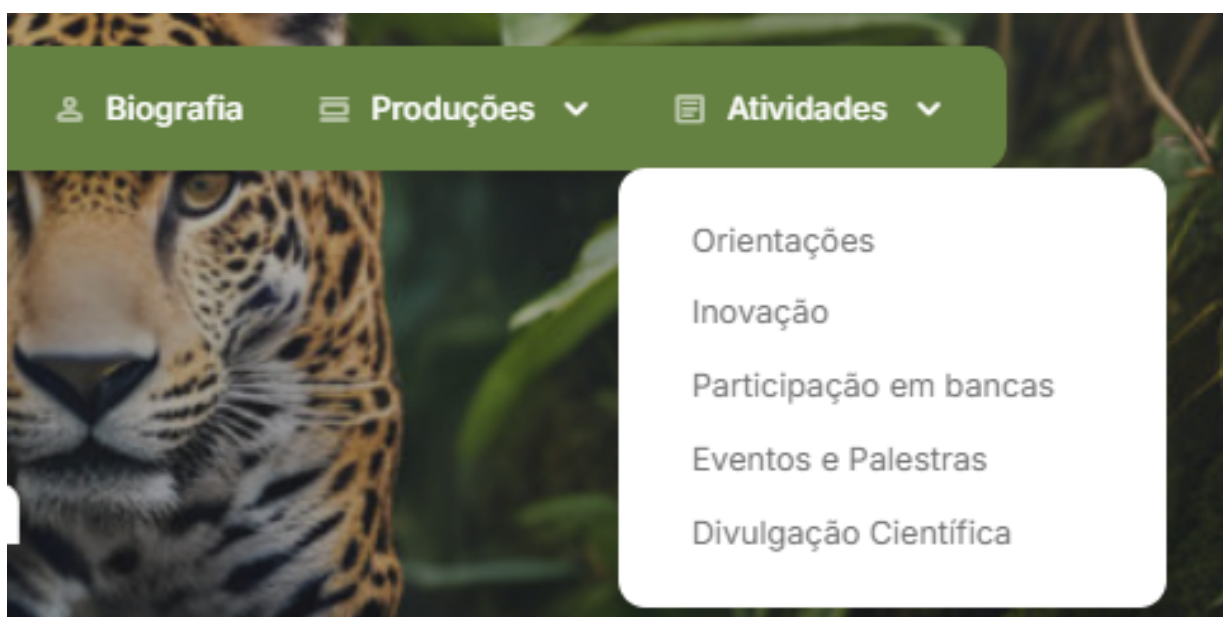 Biografia
Produções
Atividades
Orientações
Inovação
Participação em bancas
Eventos e Palestras
Divulgação Científica